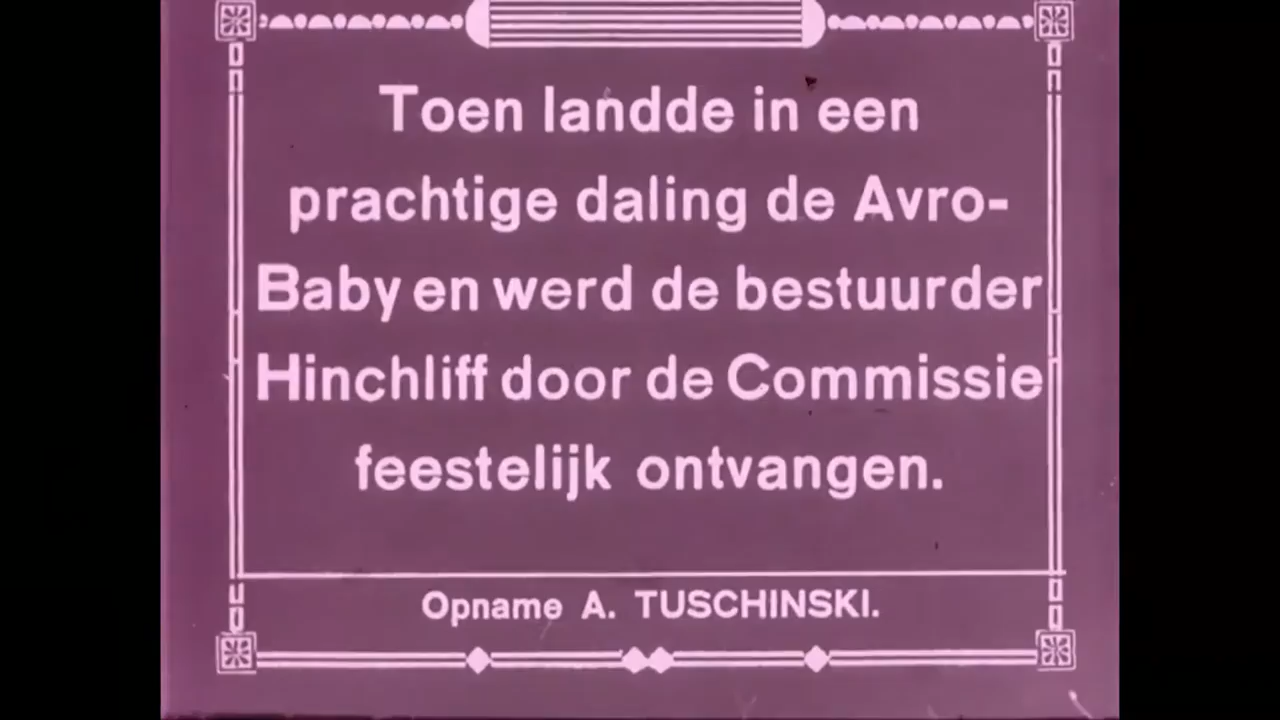 Toen landde in een
prachtige daling de Avro-
Baby en werd de bestuurder
Hinchliff door de Commissie
feestelijk ontvangen.
Opname A. TUSCHINSKI.